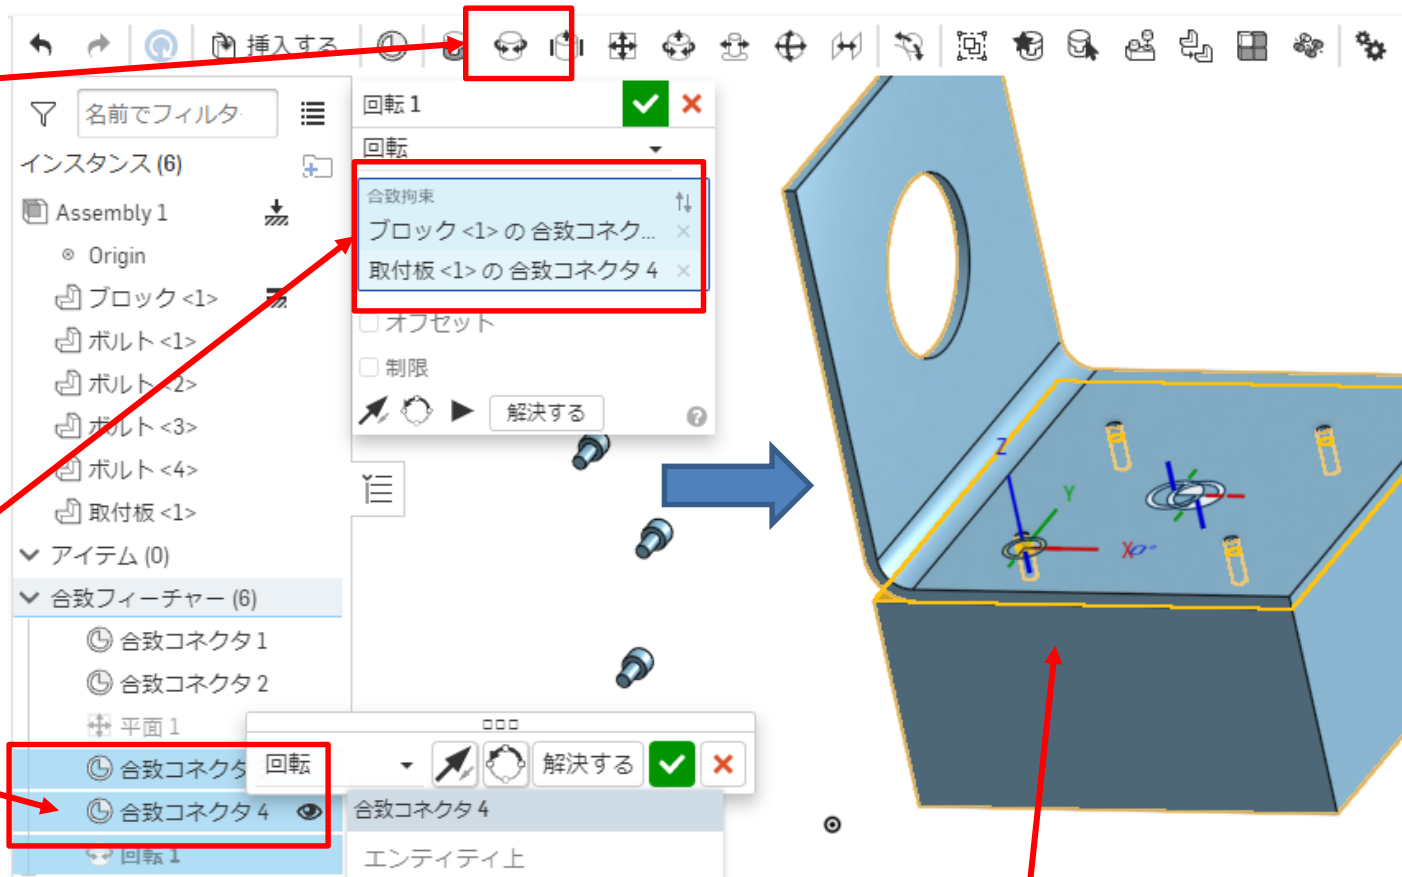 挿入する
名前でフィルタ
インスタンス (6)
Assembly 1
Origin
ブロック <1>
ボルト <1>
ボルト <2>
ボルト <3>
ボルト <4>
取付板 <1>
アイテム (0)
合致フィーチャー (6)
合致コネクタ 1
合致コネクタ 2
平面 1
合致コネクタ
合致コネクタ 4
回転 1
回転 1
回転
合致拘束
ブロック <1> の 合致コネク...
取付板 <1> の 合致コネクタ 4
オフセット
制限
解決する
回転
解決する
合致コネクタ 4
エンティティ上
Z
Y
X
0°